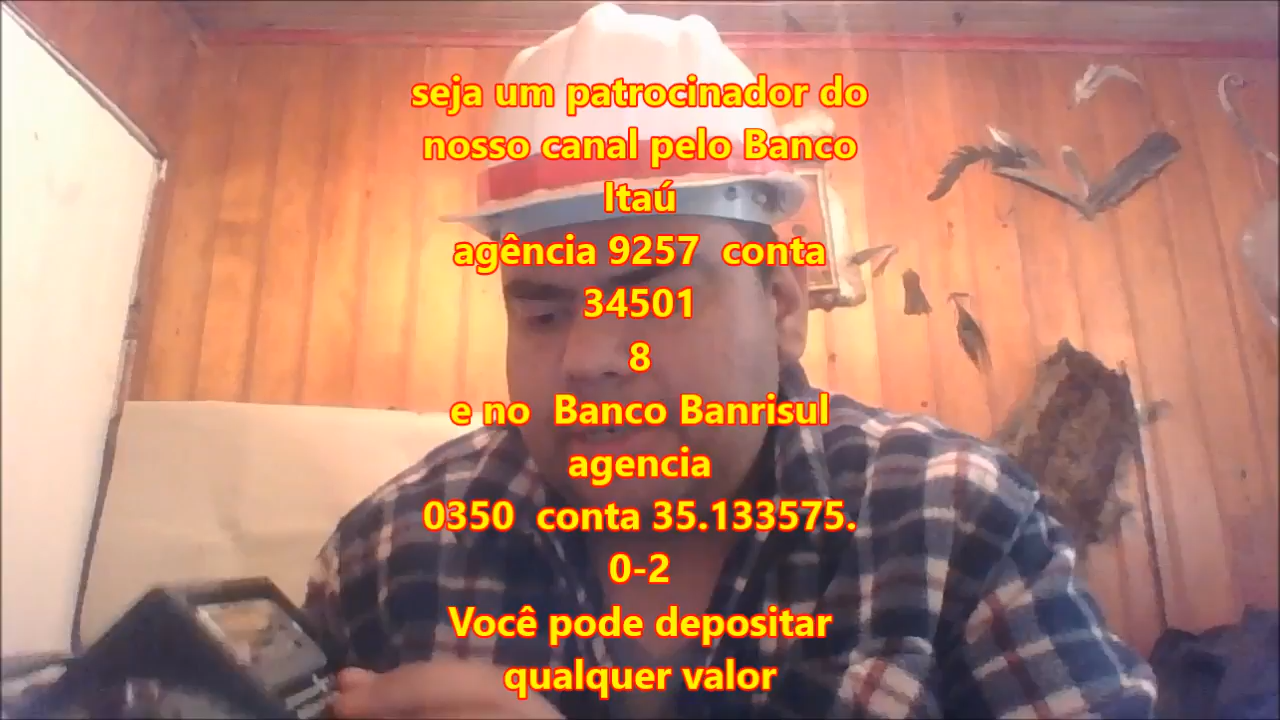 seja um patrocinador do
nosso canal pelo Banco
Itaú
agência 9257  conta
34501
8
e no  Banco Banrisul
agencia
0350  conta 35.133575.
0-2
Você pode depositar
qualquer valor